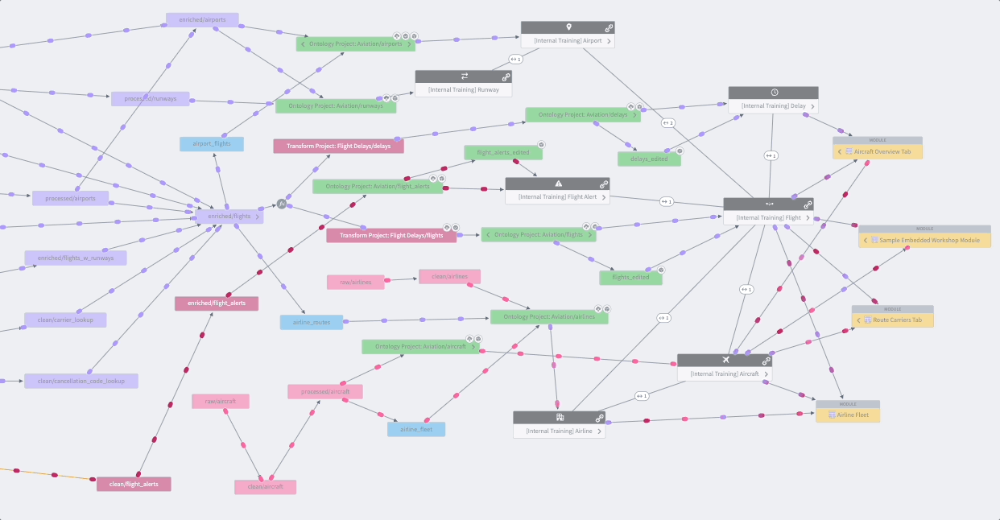 enriched/airports
[Internal Training] Airport
Ontology Project: Aviation/airports
↔ 1
[Internal Training] Runway
processed/runways
Ontology Project: Aviation/runways
[Internal Training] Delay
Ontology Project: Aviation/delays
↔ 2
MODULE
Aircraft Overview Tab
airport_flights
Transform Project: Flight Delays/delays
flight_alerts_edited
delays_edited
↔ 1
Ontology Project: Aviation/flight_alerts
[Internal Training] Flight Alert
↔ 1
processed/airports
enriched/flights
[Internal Training] Flight
Transform Project: Flight Delays/flights
Ontology Project: Aviation/flights
MODULE
Sample Embedded Workshop Module
enriched/flights_w_runways
flights_edited
raw/airlines
clean/airlines
↔ 1
enriched/flight_alerts
clean/carrier_lookup
airline_routes
Ontology Project: Aviation/airlines
↔ 1
MODULE
Route Carriers Tab
Ontology Project: Aviation/aircraft
[Internal Training] Aircraft
clean/cancellation_code_lookup
processed/aircraft
raw/aircraft
↔ 1
MODULE
Airline Fleet
airline_fleet
[Internal Training] Airline
clean/flight_alerts
clean/aircraft